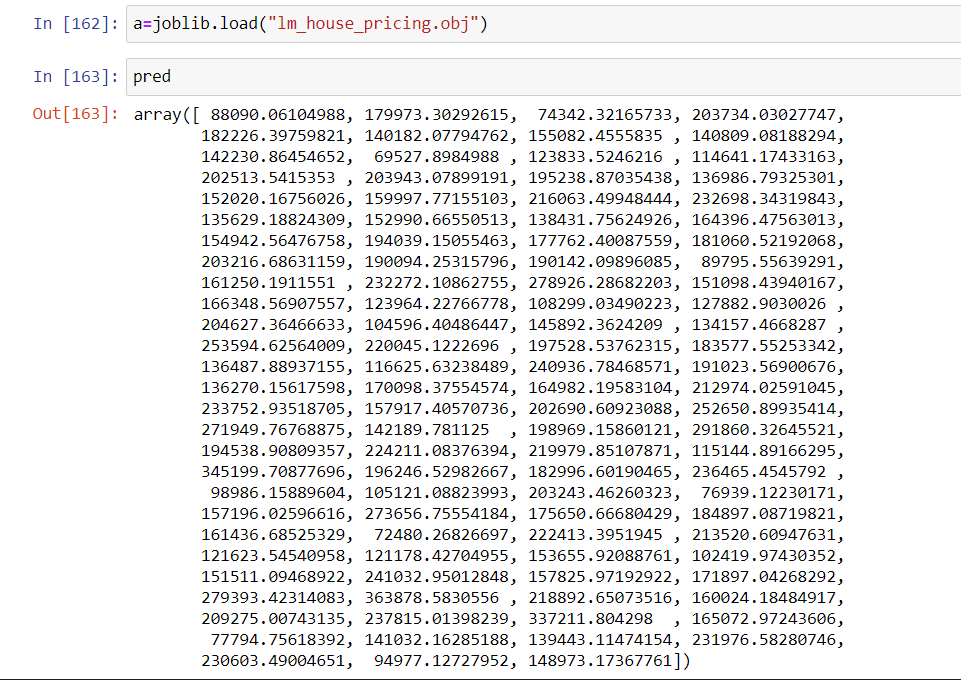 In [162]: a=joblib.load("lm_house_pricing.obj")
In [163]: pred
Out[163]: array([ 88090.06104988, 179973.30292615,  74342.32165733, 203734.03027747,
182226.39759821, 140182.07794762, 155082.4555835 , 140809.08188294,
142230.86454652,  69527.8984988 , 123833.5246216 , 114641.17433163,
202513.5415353 , 203943.07899191, 195238.87035438, 136986.79325301,
152020.16756026, 159997.77155103, 216063.49948444, 232698.34319843,
135629.18824309, 152990.66550513, 138431.75624926, 164396.47563013,
154942.56476758, 194039.15055463, 177762.40087559, 181060.52192068,
203216.68631159, 190094.25315796, 190142.09896085,  89795.55639291,
161250.1911551 , 232272.10862755, 278926.28682203, 151098.43940167,
166348.56907557, 123964.22766778, 108299.03490223, 127882.9030026 ,
204627.36466633, 104596.40486447, 145892.3624209 , 134157.4668287 ,
253594.62564009, 220045.1222696 , 197528.53762315, 183577.55253342,
136487.88937155, 116625.63238489, 240936.78468571, 191023.56900676,
136270.15617598, 170098.37554574, 164982.19583104, 212974.02591045,
233752.93518705, 157917.40570736, 202690.60923088, 252650.89935414,
271949.76768875, 142189.781125  , 198969.15860121, 291860.32645521,
194538.90809357, 224211.08376394, 219979.85107871, 115144.89166295,
345199.70877696, 196246.52982667, 182996.60190465, 236465.4545792 ,
98986.15889604, 105121.08823993, 203243.46260323,  76939.12230171,
157196.02596616, 273656.75554184, 175650.66680429, 184897.08719821,
161436.68525329,  72480.26826697, 222413.3951945 , 213520.60947631,
121623.54540958, 121178.42704955, 153655.92088761, 102419.97430352,
151511.09468922, 241032.95012848, 157825.97192922, 171897.04268292,
279393.42314083, 363878.5830556 , 218892.65073516, 160024.18484917,
209275.00743135, 237815.01398239, 337211.804298  , 165072.97243606,
77794.75618392, 141032.16285188, 139443.11474154, 231976.58280746,
230603.49004651,  94977.12727952, 148973.17367761])